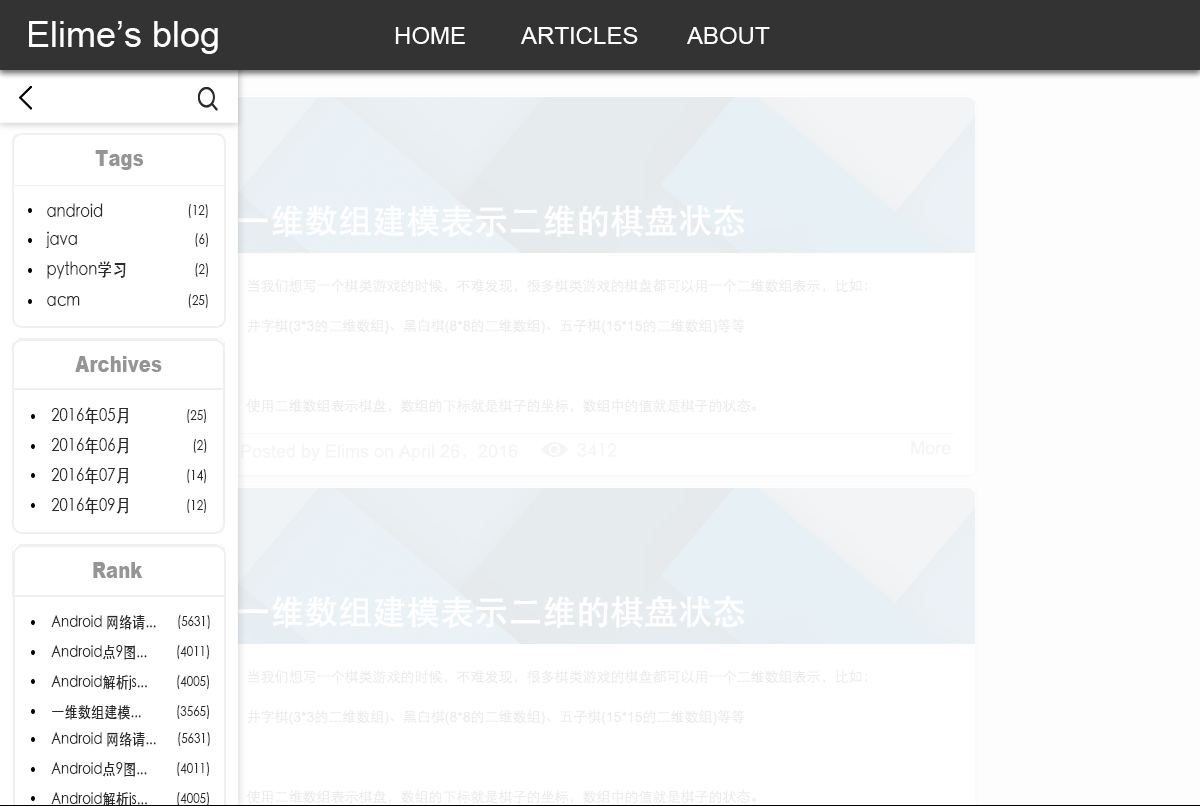 Elime’s blog
HOME ARTICLES ABOUT
Tags
android (12)
java (6)
python学习 (2)
acm (25)
Archives
2016年05月 (25)
2016年06月 (2)
2016年07月 (14)
2016年09月 (12)
Rank
Android 网络请... (5631)
Android点9图... (4011)
Android解析js... (4005)
一维数组建模... (3565)
Android 网络请... (5631)
Android点9图... (4011)
Android解析js... (4005)
一维数组建模表示二维的棋盘状态
当我们想写一个棋类游戏的时候，不难发现，很多棋类游戏的棋盘都可以用一个二维数组表示，比如：
井字棋(3*3的二维数组)、黑白棋(8*8的二维数组)、五子棋(15*15的二维数组)等等
使用二维数组表示棋盘，数组的下标就是棋子的坐标，数组中的值就是棋子的状态。
Posted by Elims on April 26，2016 3412 More
一维数组建模表示二维的棋盘状态
当我们想写一个棋类游戏的时候，不难发现，很多棋类游戏的棋盘都可以用一个二维数组表示，比如：
井字棋(3*3的二维数组)、黑白棋(8*8的二维数组)、五子棋(15*15的二维数组)等等
使用二维数组表示棋盘，数组的下标就是棋子的坐标，数组中的值就是棋子的状态。